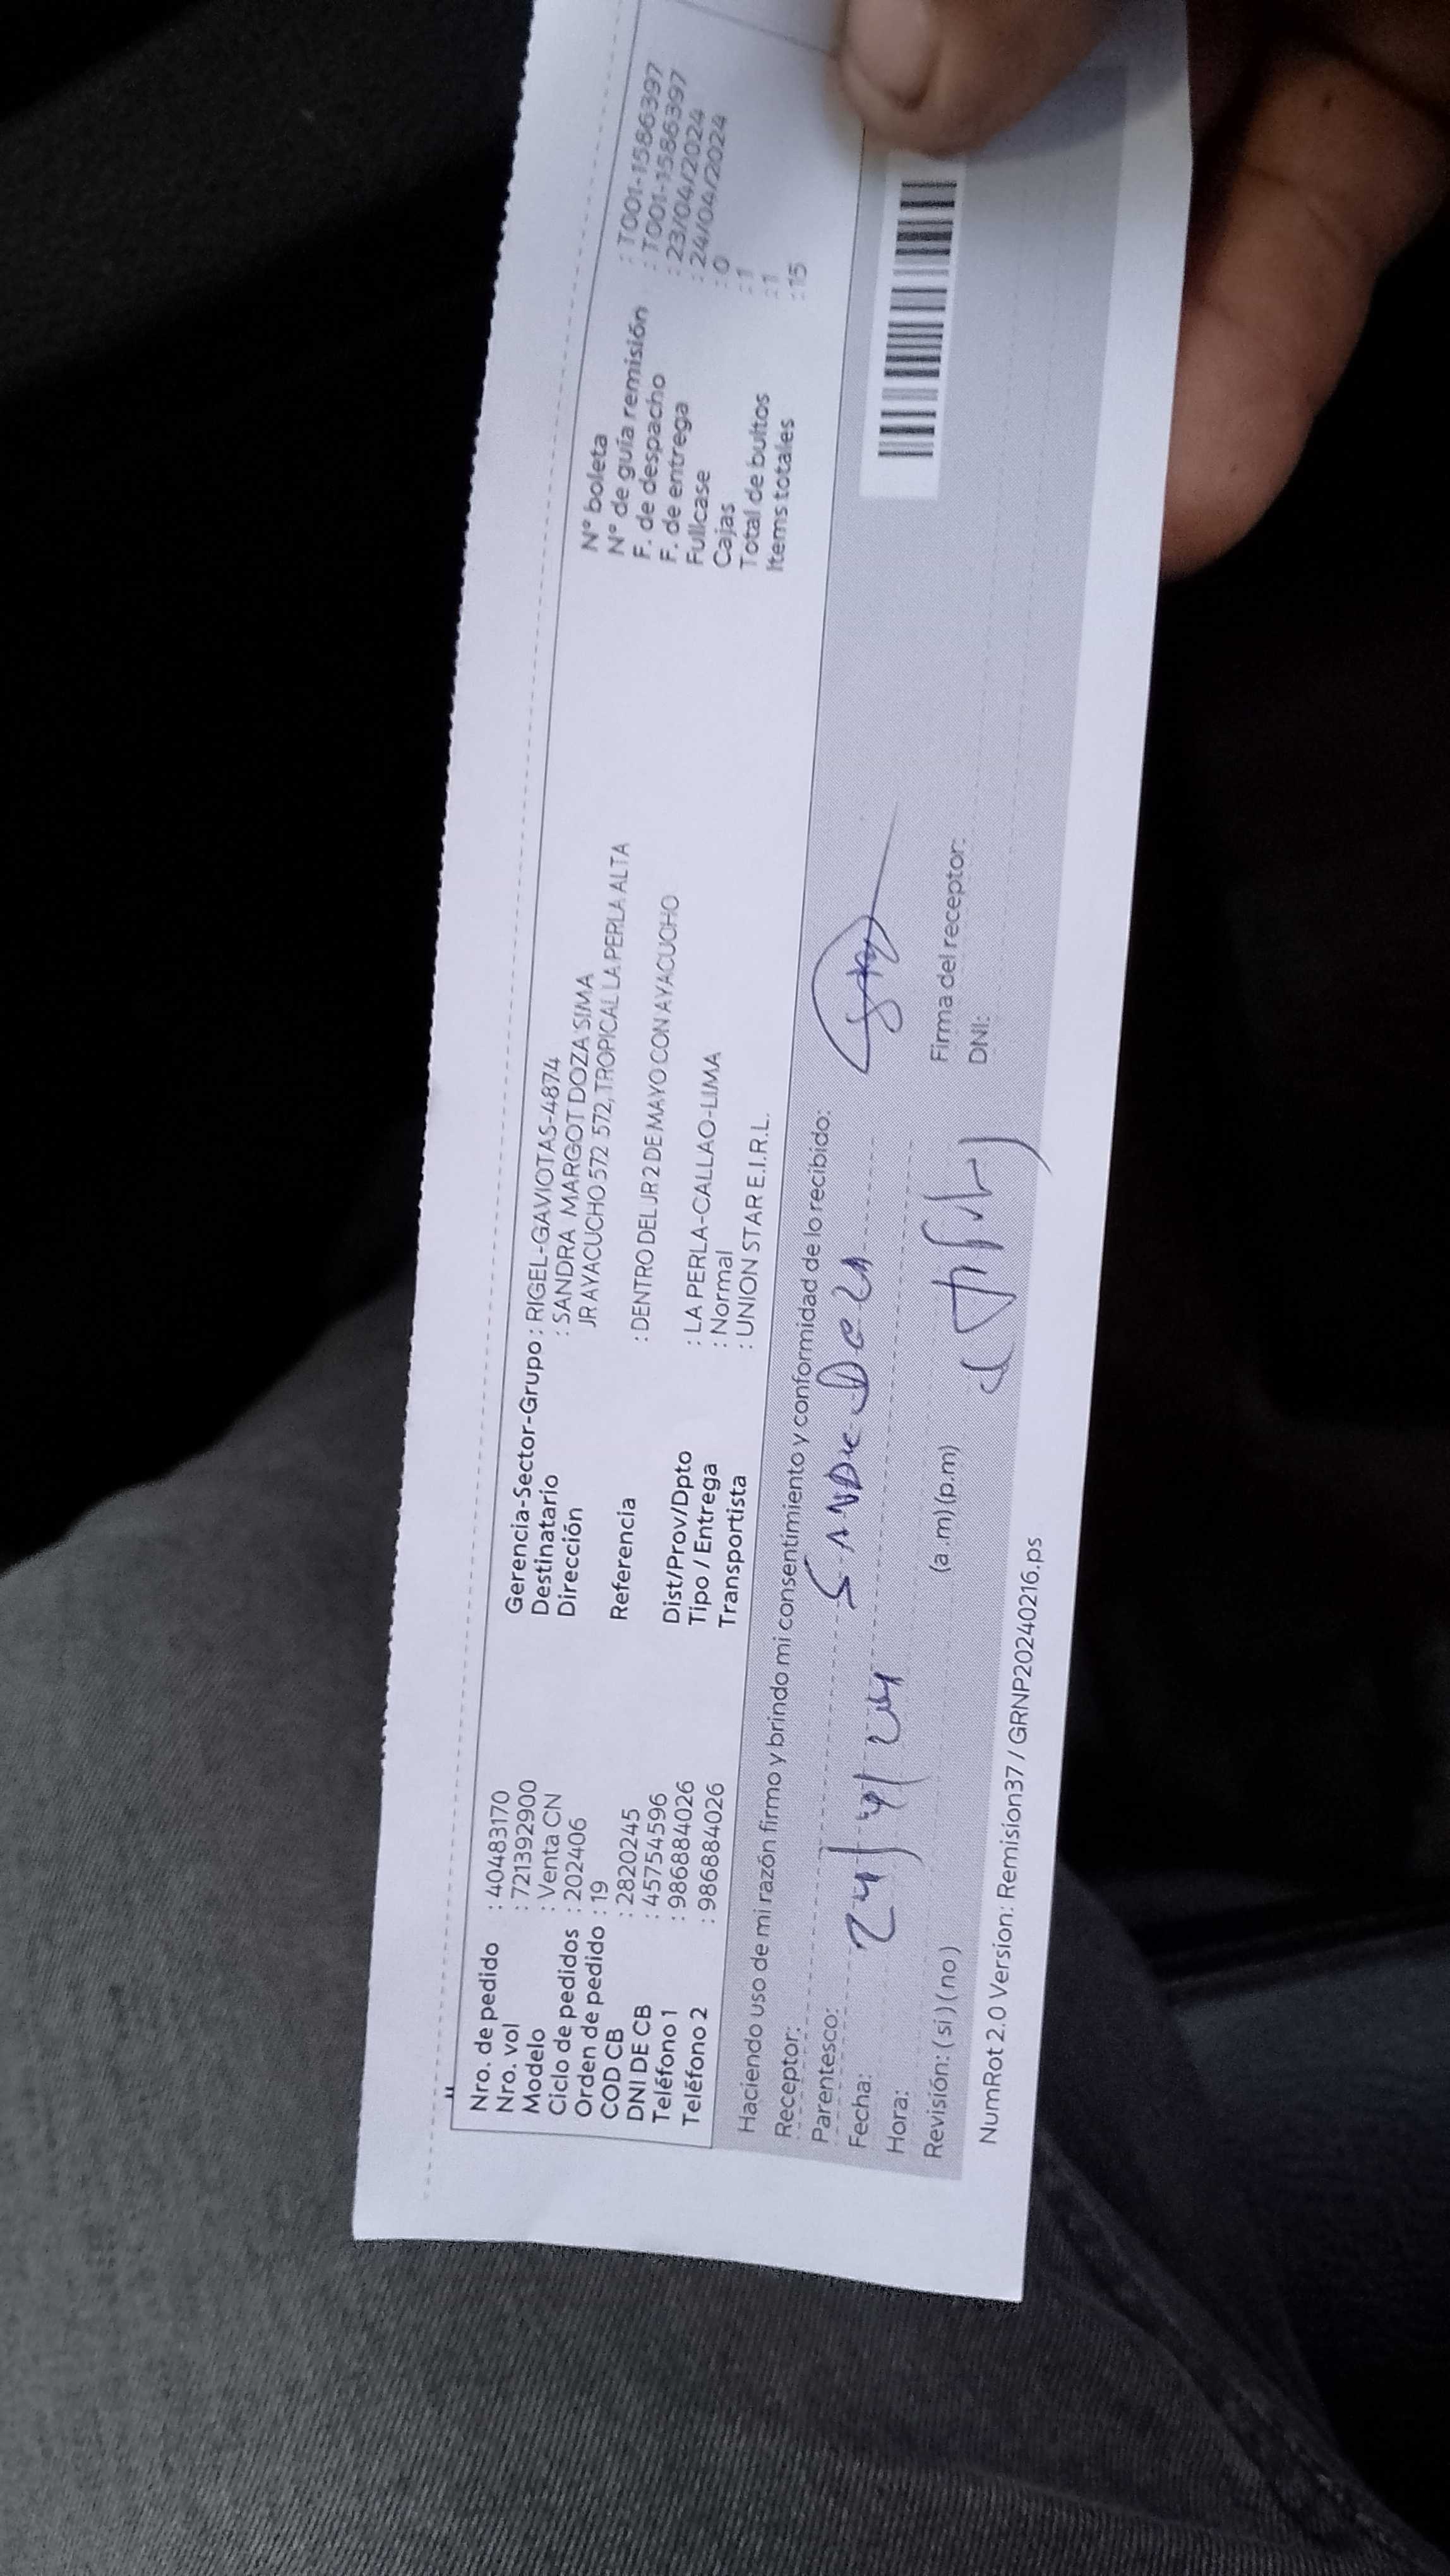 Nro. de pedido : 40483170
Nro. vol : 721392900
Modelo : Venta CN
Ciclo de pedidos : 202406
Orden de pedido : 19
COD CB : 2820245
DNI DE CB : 45754596
Teléfono 1 : 986884026
Teléfono 2 : 986884026
Gerencia-Sector-Grupo : RIGEL-GAVIOTAS-4874
Destinatario : SANDRA MARGOT DOZA SIMA
Dirección JR AYACUCHO 572 572, TROPICAL LA PERLA ALTA
Referencia : DENTRO DEL JR 2 DE MAYO CON AYACUCHO
Dist/Prov/Dpto : LA PERLA-CALLAO-LIMA
Tipo / Entrega : Normal
Transportista : UNION STAR E.I.R.L.
N° boleta : T001-1586397
N° de guía remisión : T001-1586397
F. de despacho : 23/04/2024
F. de entrega : 24/04/2024
Fullcase : 0
Cajas : 1
Total de bultos : 1
Items totales : 15
Haciendo uso de mi razón firmo y brindo mi consentimiento y conformidad de lo recibido:
Receptor:
Parentesco:
Fecha: 24/4/24
Hora: (a .m) (p.m)
Revisión: ( si ) ( no )
Firma del receptor:
DNI:
NumRot 2.0 Version: Remision37 / GRNP20240216.ps